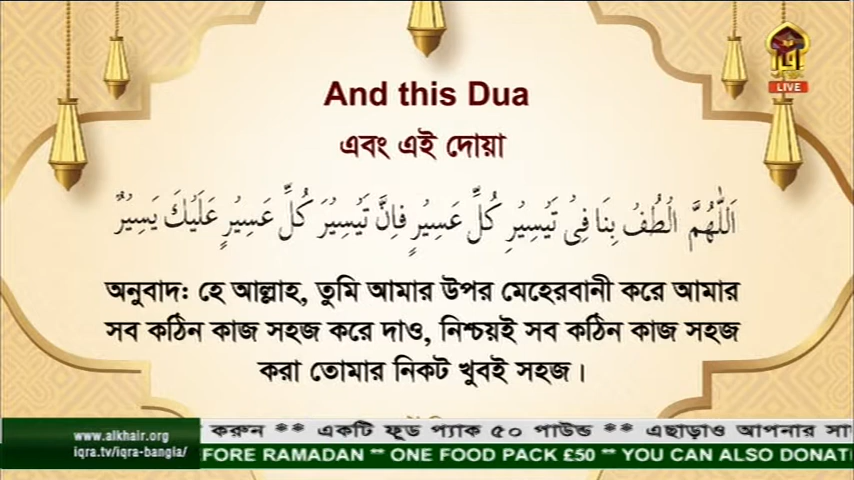 LIVE
And this Dua
এবং এই দোয়া
اَللّٰهُمَّ الْطُفْ بِنَا فِىْ تَيْسِيْرِ كُلِّ عَسِيْرٍ فَاِنَّ تَيْسِيْرَ كُلِّ عَسِيْرٍ عَلَيْكَ يَسِيْرٌ
অনুবাদ: হে আল্লাহ, তুমি আমার উপর মেহেরবানী করে আমার
সব কঠিন কাজ সহজ করে দাও, নিশ্চয়ই সব কঠিন কাজ সহজ
করা তোমার নিকট খুবই সহজ।
www.alkhair.org
করুন ** একটি ফূড প্যাক ৫০ পাউন্ড ** এছাড়াও আপনার
iqra.tv/iqra-bangla/
EFORE RAMADAN ** ONE FOOD PACK £50 ** YOU CAN ALSO DONAT